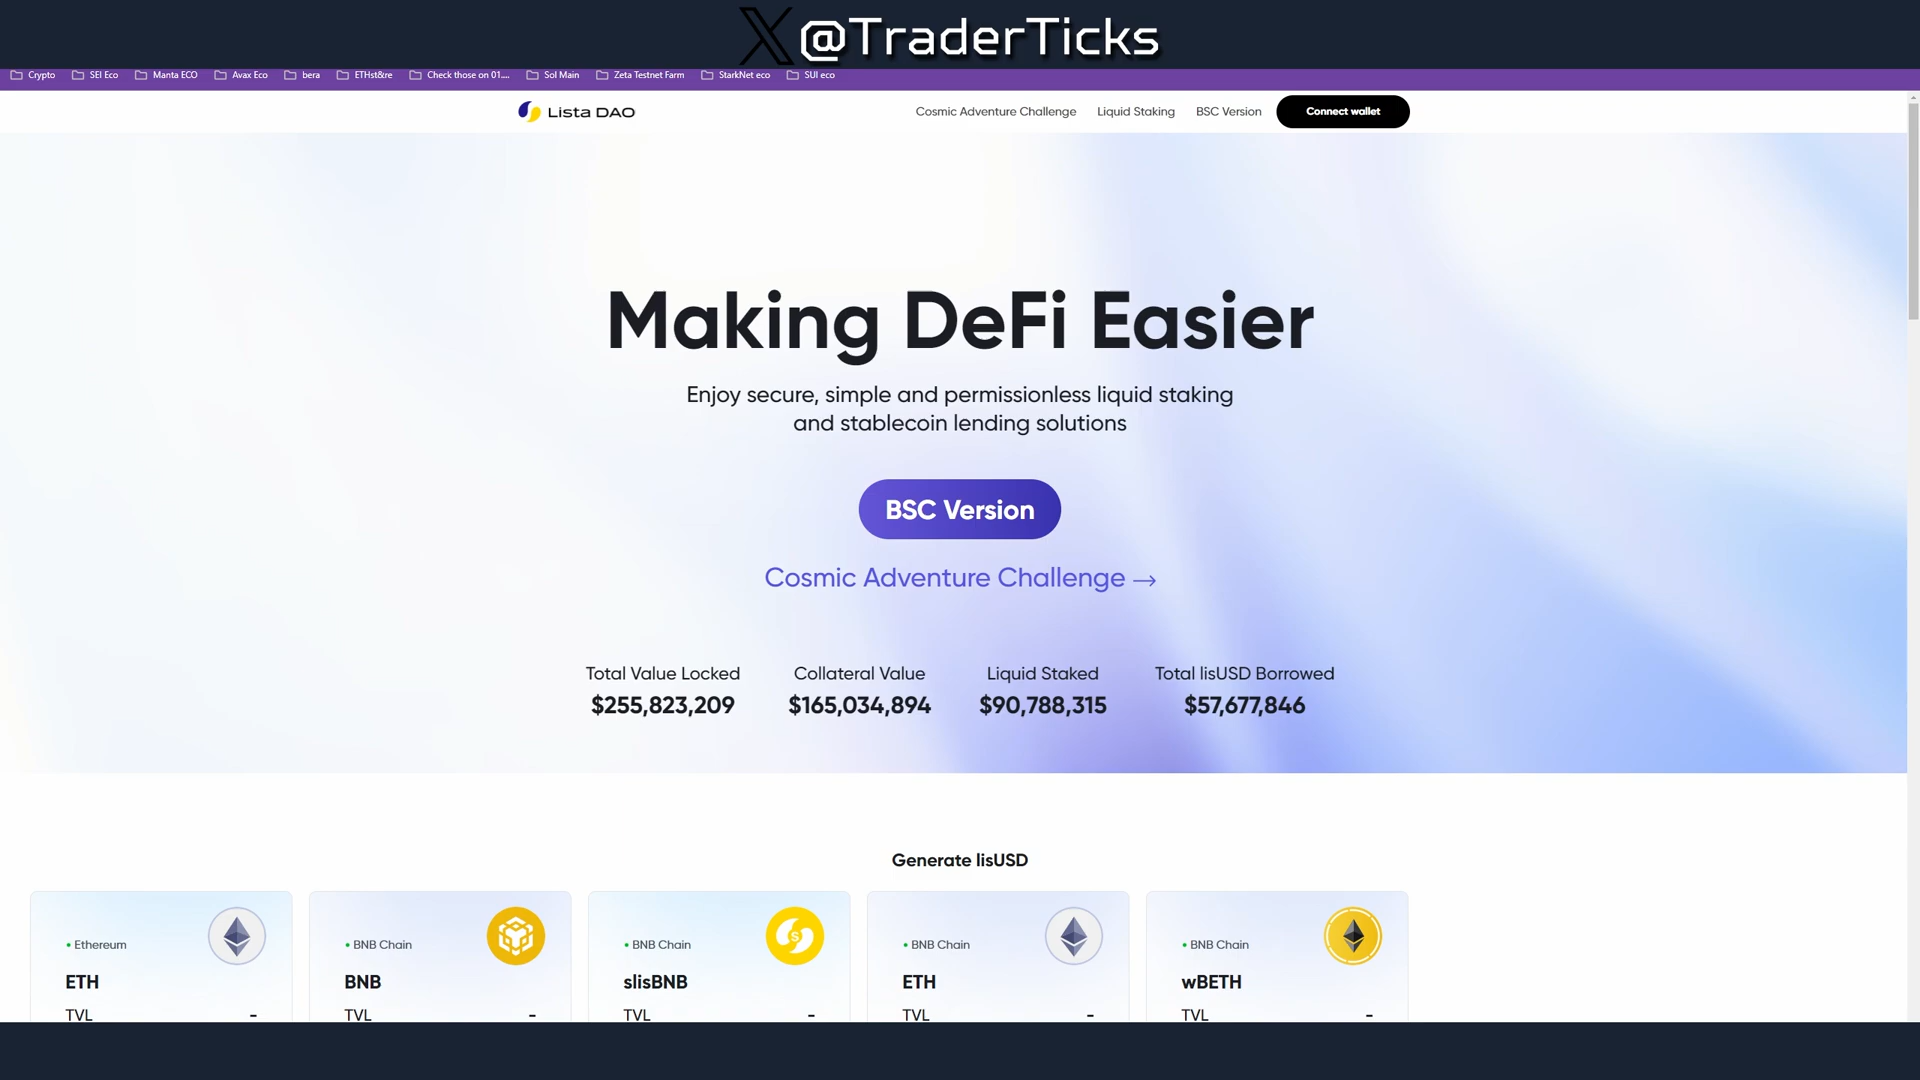 X@TraderTicks
Crypto SEI Eco Manta ECO Avax Eco bera ETHst&re Check those on 01.... Sol Main Zeta Testnet Farm StarkNet eco SUI eco
Lista DAO Cosmic Adventure Challenge Liquid Staking BSC Version Connect wallet
Making DeFi Easier
Enjoy secure, simple and permissionless liquid staking
and stablecoin lending solutions
BSC Version
Cosmic Adventure Challenge →
Total Value Locked Collateral Value Liquid Staked Total lisUSD Borrowed
$255,823,209 $165,034,894 $90,788,315 $57,677,846
Generate lisUSD
Ethereum BNB Chain BNB Chain BNB Chain BNB Chain
ETH BNB slisBNB ETH wBETH
TVL - TVL - TVL - TVL - TVL -